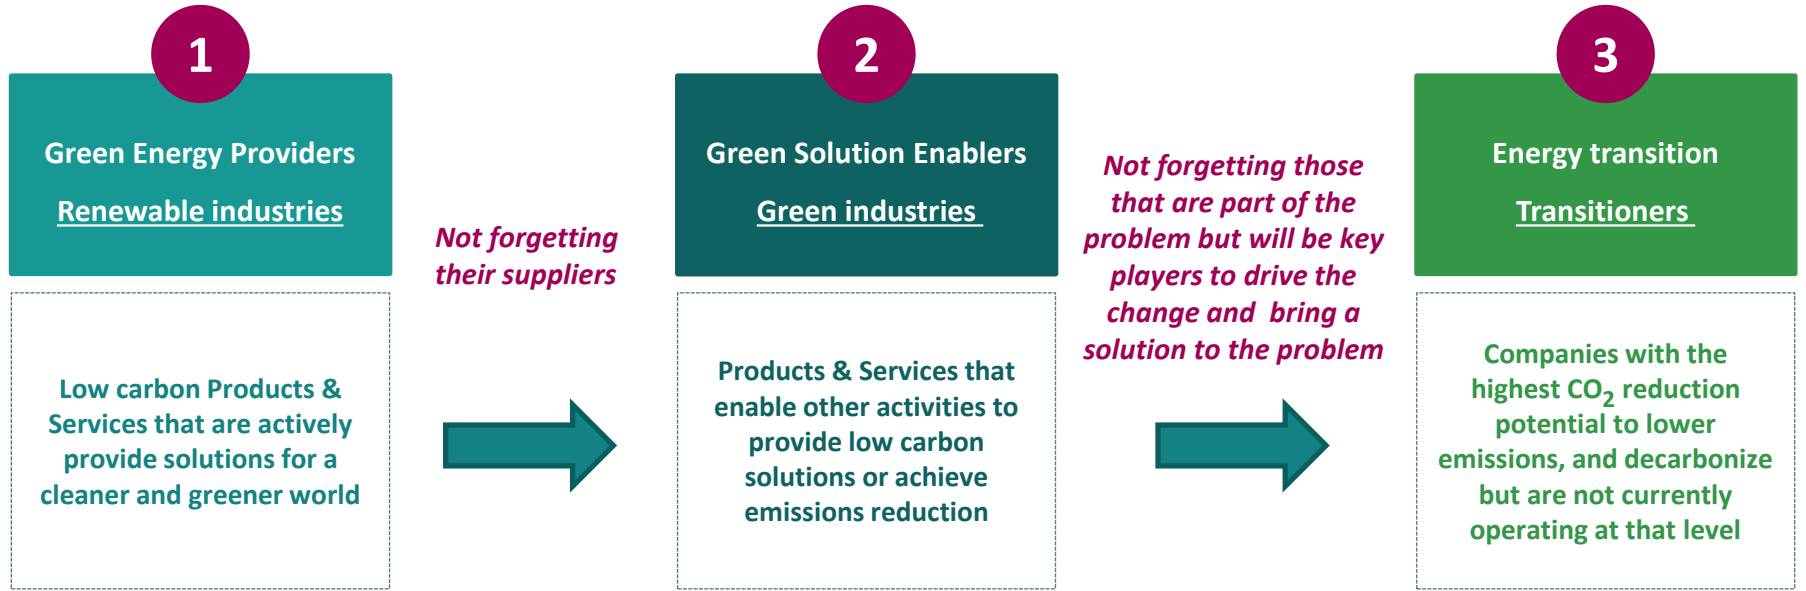 1
Green Energy Providers
Renewable industries
Low carbon Products &
Services that are actively
provide solutions for a
cleaner and greener world
Not forgetting
their suppliers
2
Green Solution Enablers
Green industries
Products & Services that
enable other activities to
provide low carbon
solutions or achieve
emissions reduction
Not forgetting those
that are part of the
problem but will be key
players to drive the
change and  bring a
solution to the problem
3
Energy transition
Transitioners
Companies with the
highest CO₂ reduction
potential to lower
emissions, and decarbonize
but are not currently
operating at that level